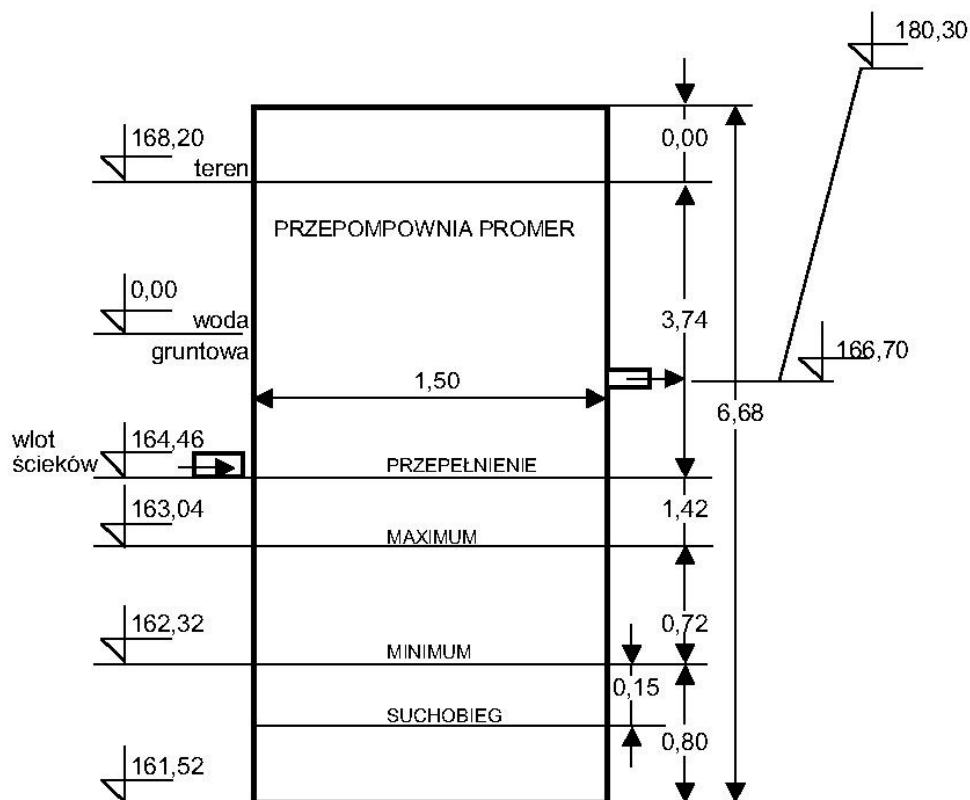 180,30
168,20
0,00
teren
PRZEPOMPOWNIA PROMER
0,00
woda
gruntowa
3,74
166,70
1,50
6,68
wlot
ścieków
164,46
PRZEPEŁNIENIE
163,04
1,42
MAXIMUM
162,32
0,72
MINIMUM
0,15
SUCHOBIEG
0,80
161,52